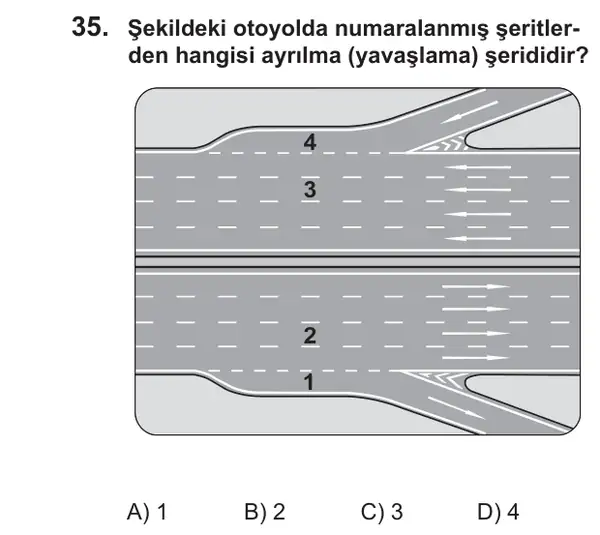 35. Şekildeki otoyolda numaralanmış şeritler-
den hangisi ayrılma (yavaşlama) şerididir?
4
3
2
1
A) 1 B) 2 C) 3 D) 4